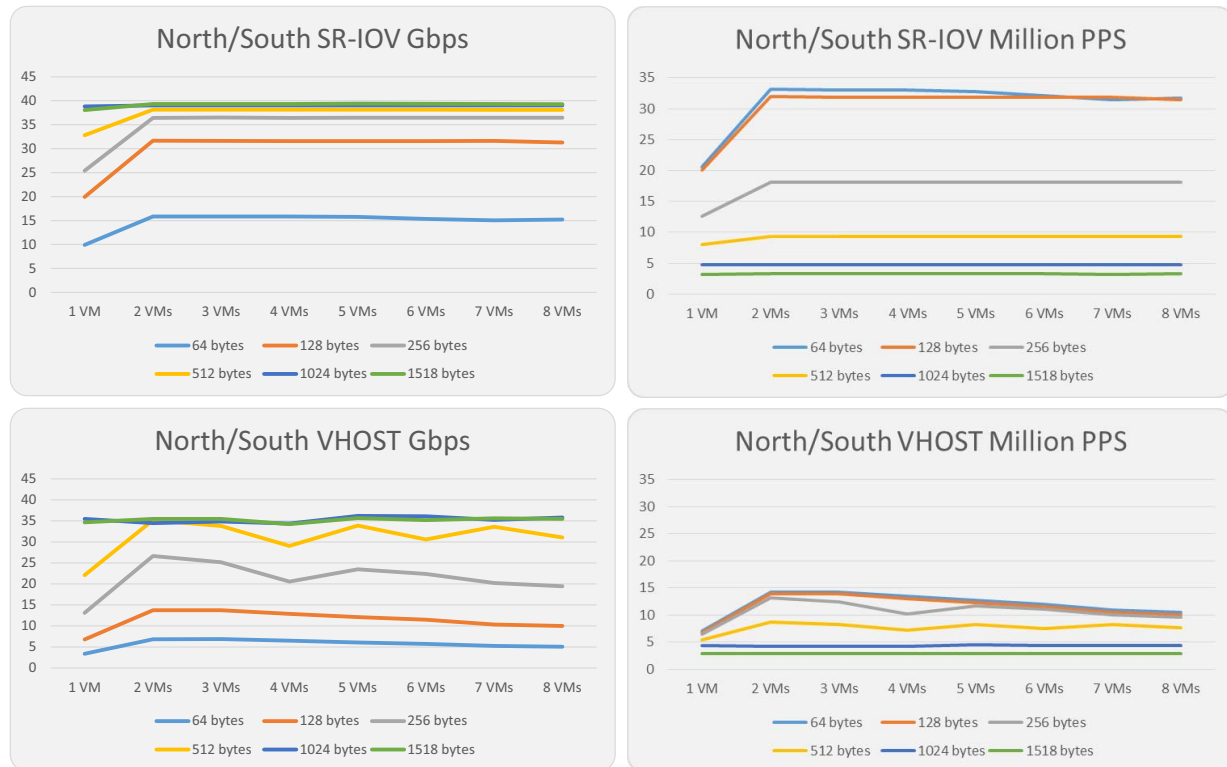 North/South SR-IOV Gbps
45
40
35
30
25
20
15
10
5
0
1 VM 2 VMs 3 VMs 4 VMs 5 VMs 6 VMs 7 VMs 8 VMs
64 bytes 128 bytes 256 bytes
512 bytes 1024 bytes 1518 bytes
North/South SR-IOV Million PPS
35
30
25
20
15
10
5
0
1 VM 2 VMs 3 VMs 4 VMs 5 VMs 6 VMs 7 VMs 8 VMs
64 bytes 128 bytes 256 bytes
512 bytes 1024 bytes 1518 bytes
North/South VHOST Gbps
45
40
35
30
25
20
15
10
5
0
1 VM 2 VMs 3 VMs 4 VMs 5 VMs 6 VMs 7 VMs 8 VMs
64 bytes 128 bytes 256 bytes
512 bytes 1024 bytes 1518 bytes
North/South VHOST Million PPS
35
30
25
20
15
10
5
0
1 VM 2 VMs 3 VMs 4 VMs 5 VMs 6 VMs 7 VMs 8 VMs
64 bytes 128 bytes 256 bytes
512 bytes 1024 bytes 1518 bytes